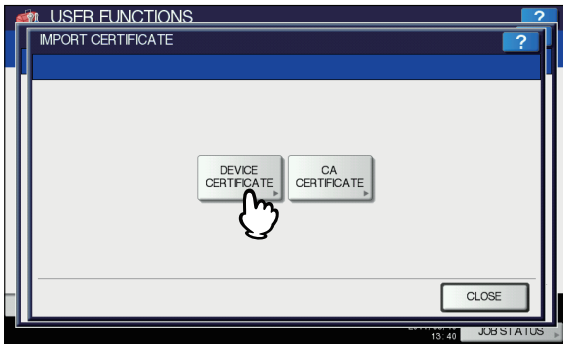 USER FUNCTIONS
?
IMPORT CERTIFICATE
?
DEVICE
CERTIFICATE
CA
CERTIFICATE
CLOSE
13:40
JOB STATUS